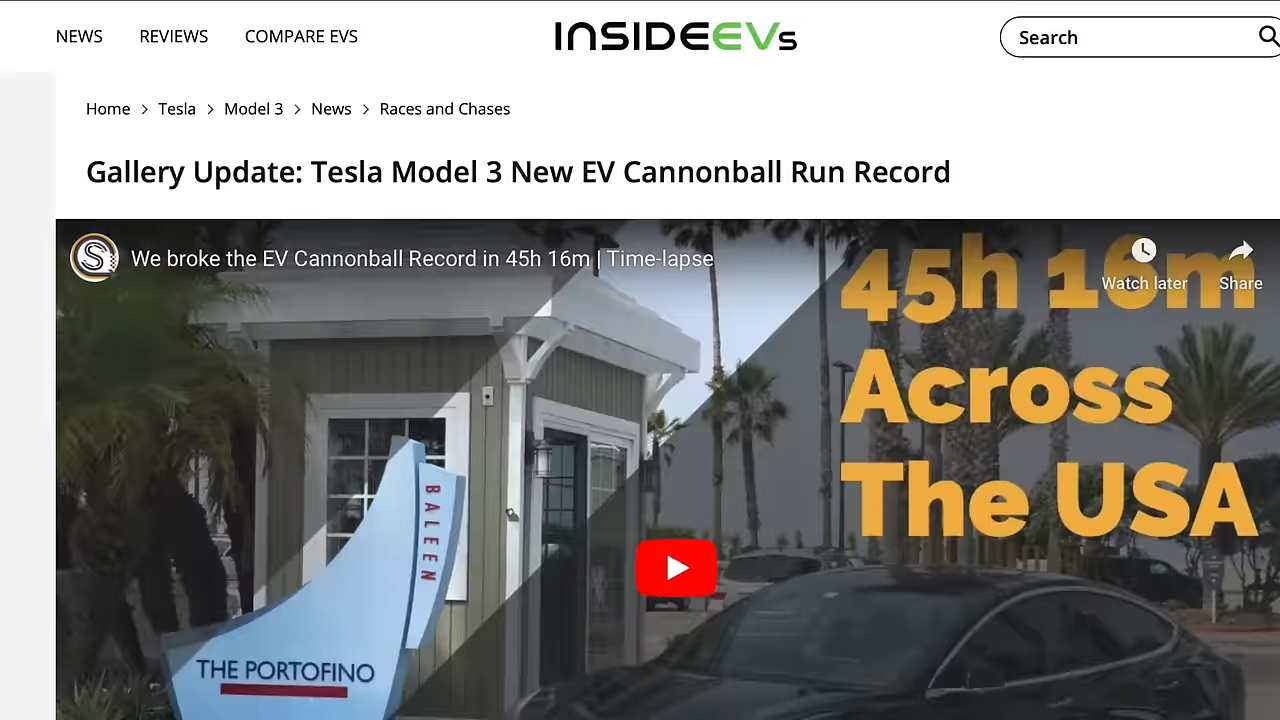 NEWS
REVIEWS
COMPARE EVS
INSIDEEVs
Search
Home > Tesla > Model 3 > News > Races and Chases
Gallery Update: Tesla Model 3 New EV Cannonball Run Record
S
We broke the EV Cannonball Record in 45h 16m | Time-lapse
Watch later
Share
45h 16m
Across
The USA
BALEEN
THE PORTOFINO